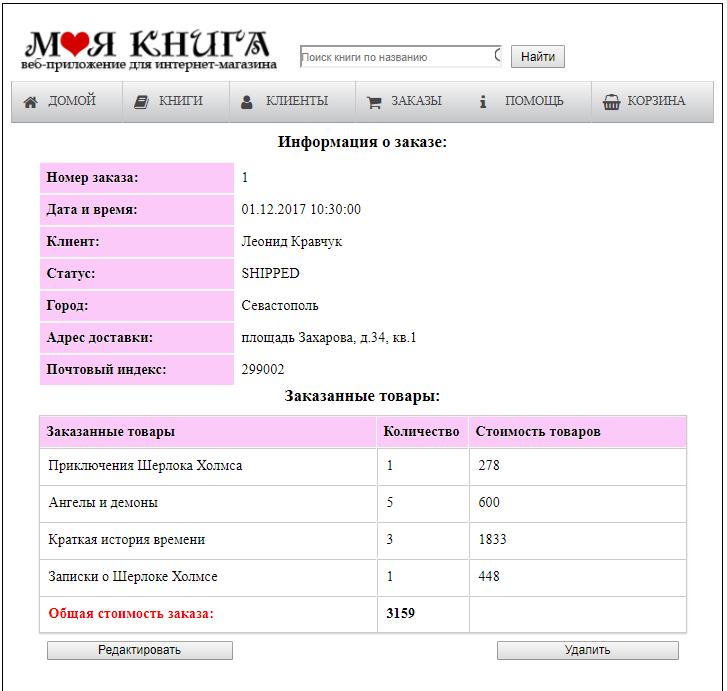 МОЯ КНИГА
веб-приложение для интернет-магазина
Поиск книги по названию Найти
ДОМОЙ КНИГИ КЛИЕНТЫ ЗАКАЗЫ ПОМОЩЬ КОРЗИНА
Информация о заказе:
Номер заказа: 1
Дата и время: 01.12.2017 10:30:00
Клиент: Леонид Кравчук
Статус: SHIPPED
Город: Севастополь
Адрес доставки: площадь Захарова, д.34, кв.1
Почтовый индекс: 299002
Заказанные товары:
Заказанные товары Количество Стоимость товаров
Приключения Шерлока Холмса 1 278
Ангелы и демоны 5 600
Краткая история времени 3 1833
Записки о Шерлоке Холмсе 1 448
Общая стоимость заказа: 3159
Редактировать Удалить